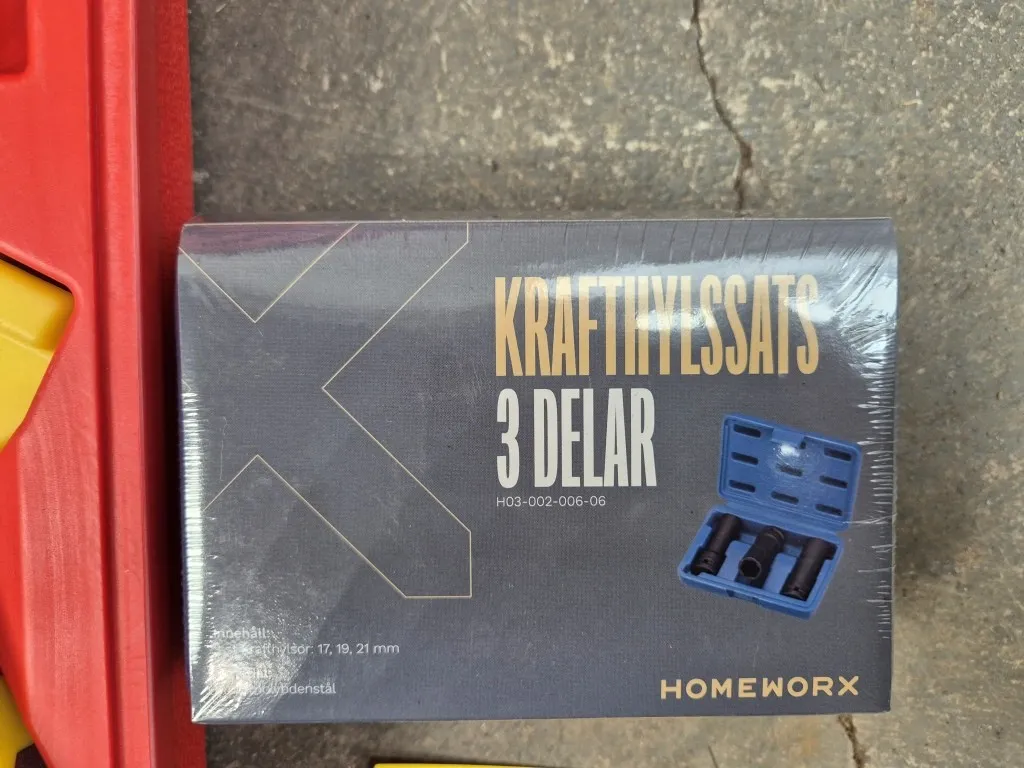 KRAFTHYLSSATS
3 DELAR
H03-002-006-06
Innehåll:
krafthylsor: 17, 19, 21 mm
HOMEWORX